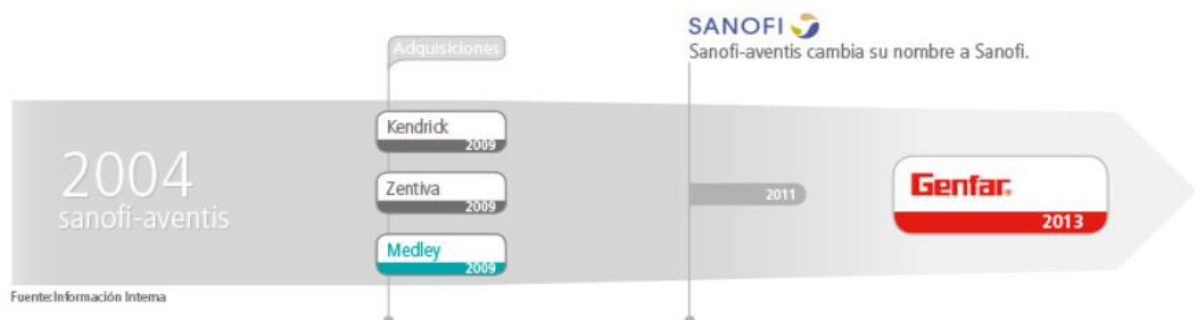 SANOFI
Adquisiciones
Sanofi-aventis cambia su nombre a Sanofi.
Kendrick
2009
2004
sanofi-aventis
Zentiva
2009
2011
Genfar
2013
Medley
2009
Fuente:Información Interna